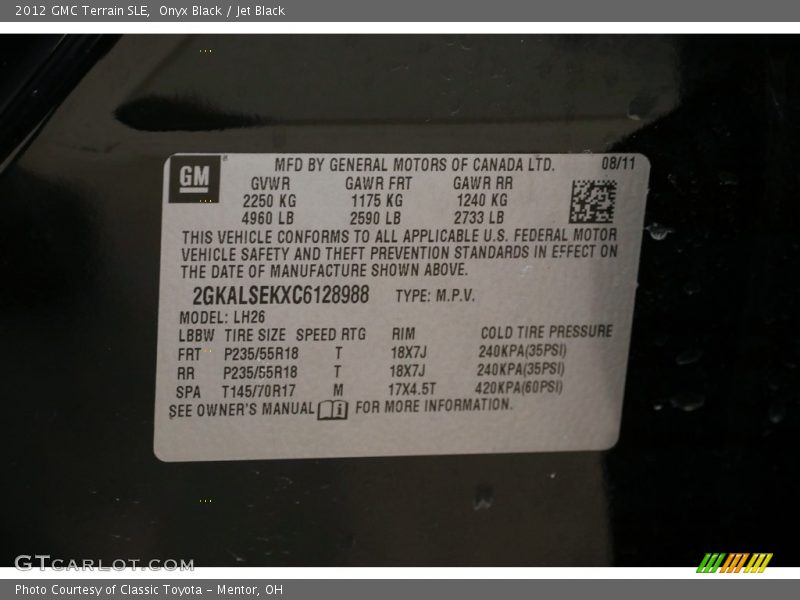 2012 GMC Terrain SLE, Onyx Black / Jet Black
GM
MFD BY GENERAL MOTORS OF CANADA LTD. 08/11
GVWR GAWR FRT GAWR RR
2250 KG 1175 KG 1240 KG
4960 LB 2590 LB 2733 LB
THIS VEHICLE CONFORMS TO ALL APPLICABLE U.S. FEDERAL MOTOR
VEHICLE SAFETY AND THEFT PREVENTION STANDARDS IN EFFECT ON
THE DATE OF MANUFACTURE SHOWN ABOVE.
2GKALSEKXC6128988 TYPE: M.P.V.
MODEL: LH26
LBBW TIRE SIZE SPEED RTG RIM COLD TIRE PRESSURE
FRT P235/55R18 T 18X7J 240KPA(35PSI)
RR P235/55R18 T 18X7J 240KPA(35PSI)
SPA T145/70R17 M 17X4.5T 420KPA(60PSI)
SEE OWNER'S MANUAL FOR MORE INFORMATION.
GTCARLOT.COM
Photo Courtesy of Classic Toyota - Mentor, OH